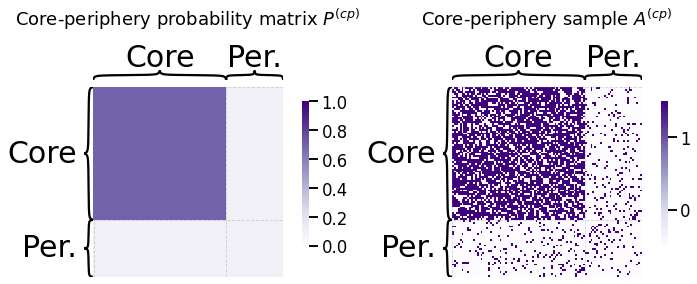 Core-periphery probability matrix P^(cp)
Core Per.
Core
Per.
1.0
0.8
0.6
0.4
0.2
0.0
Core-periphery sample A^(cp)
Core Per.
Core
Per.
1
0